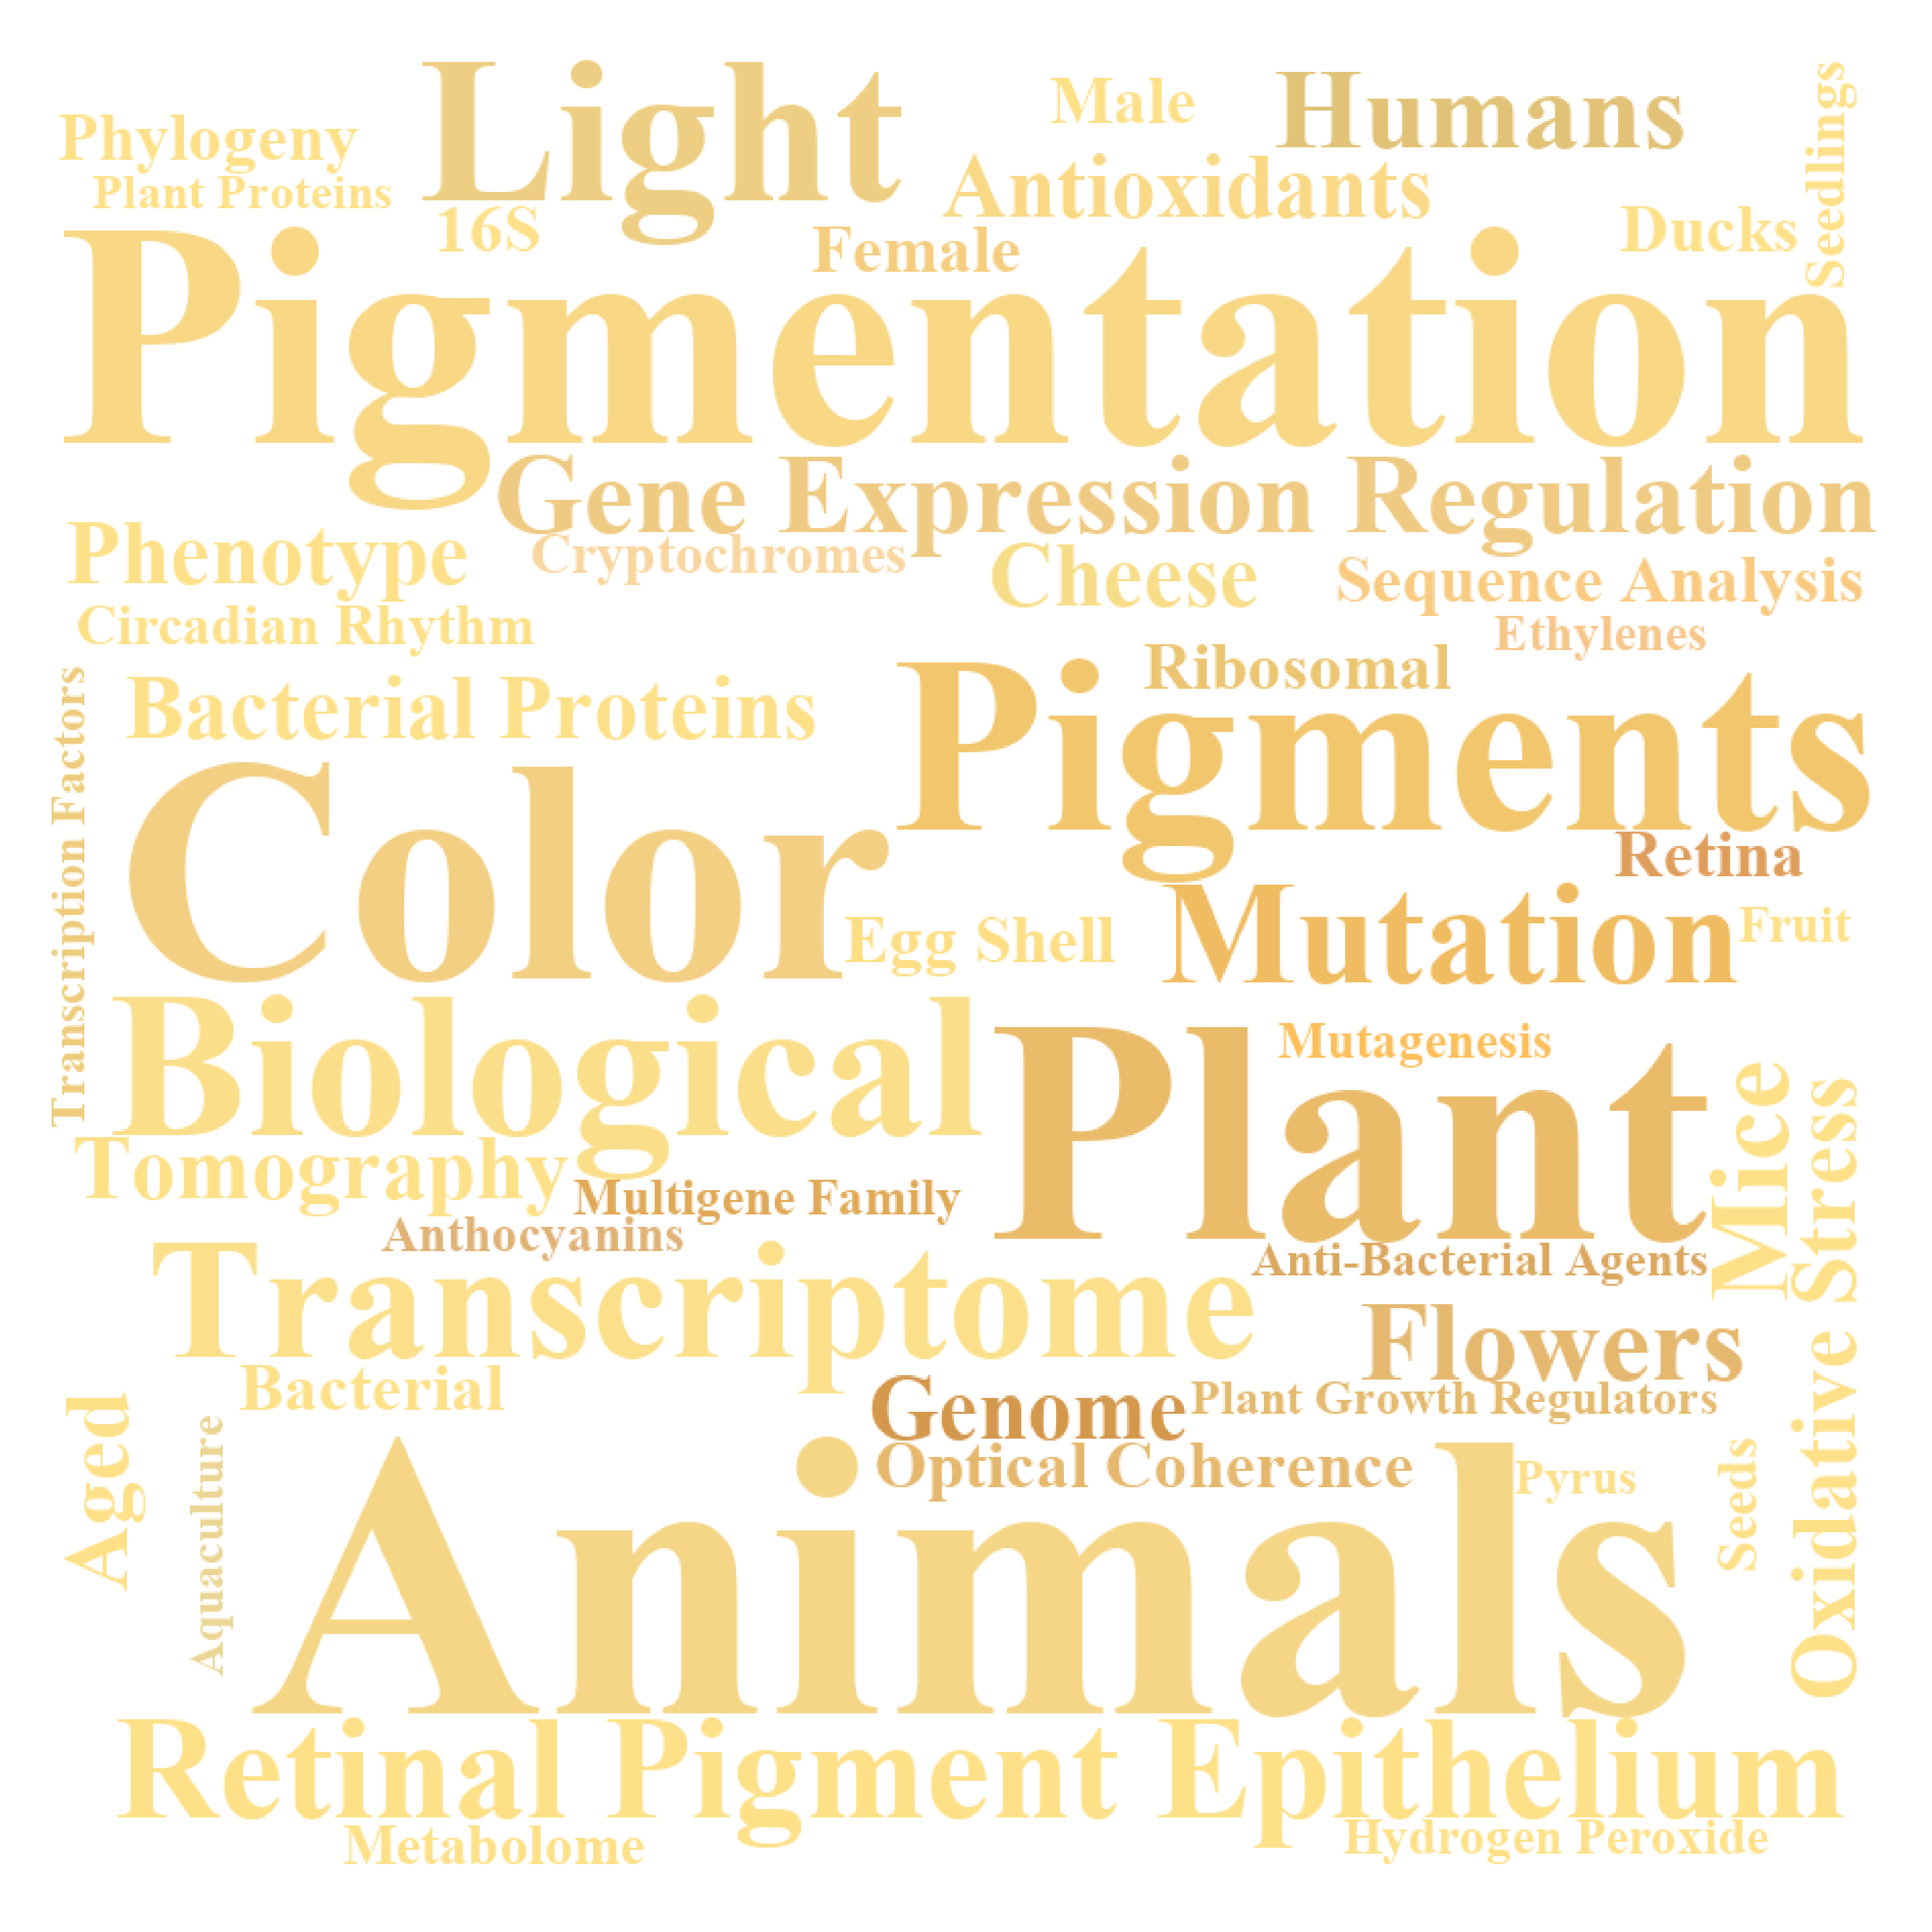 Light
Male
Humans
Seedlings
Phylogeny
Plant Proteins
16S
Antioxidants
Female
Ducks
Pigmentation
Gene Expression Regulation
Phenotype
Cryptochromes
Cheese
Sequence Analysis
Circadian Rhythm
Ethylenes
Ribosomal
Bacterial Proteins
Pigments
Transcription Factors
Color
Retina
Egg Shell
Mutation
Fruit
Biological
Plant
Mutagenesis
Mice
Oxidative Stress
Tomography
Multigene Family
Anthocyanins
Transcriptome
Anti-Bacterial Agents
Flowers
Bacterial
Genome
Plant Growth Regulators
Aged
Aquaculture
Optical Coherence
Pyrus
Seeds
Animals
Retinal Pigment Epithelium
Metabolome
Hydrogen Peroxide